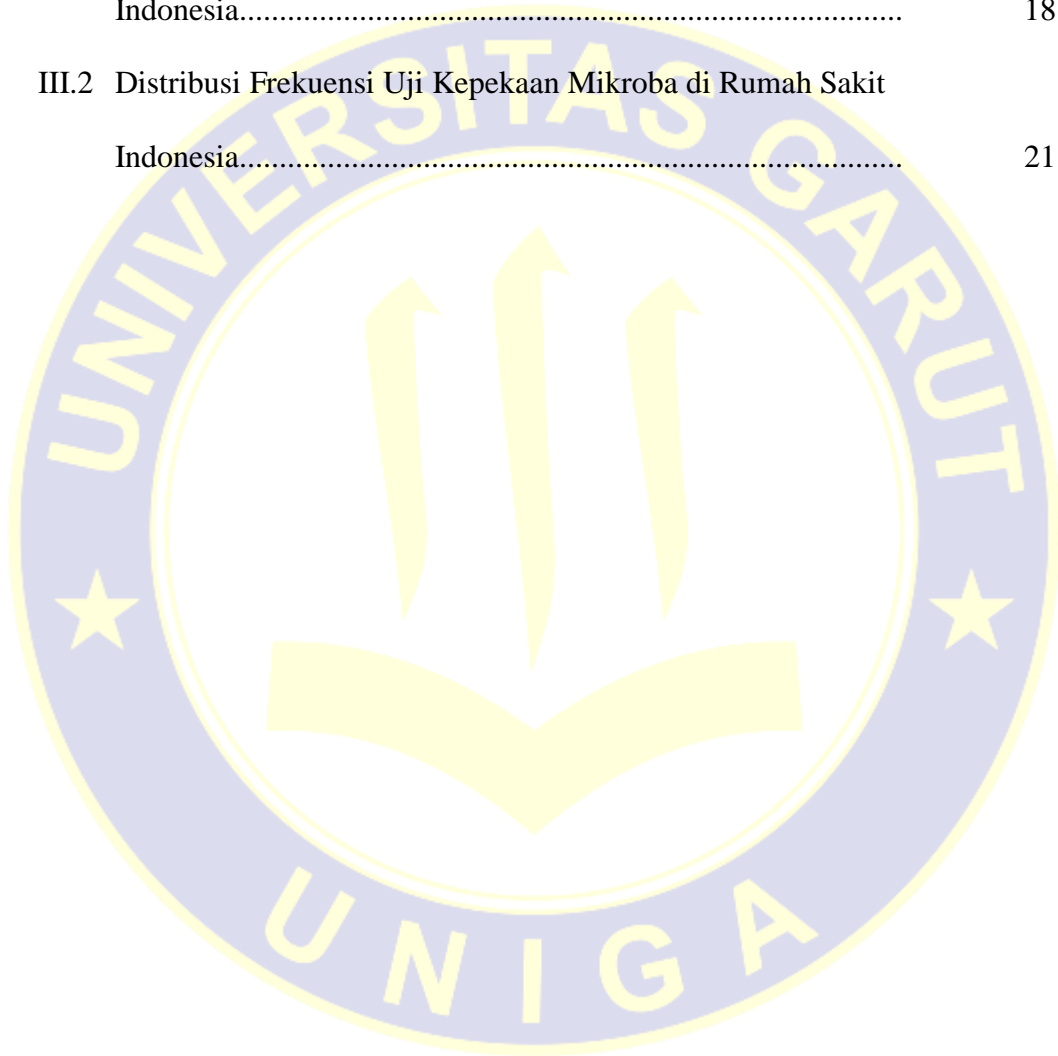 Indonesia.................................................................................. 18
III.2 Distribusi Frekuensi Uji Kepekaan Mikroba di Rumah Sakit
Indonesia.................................................................................. 21
UNIVERSITAS GARUT
UNIGA